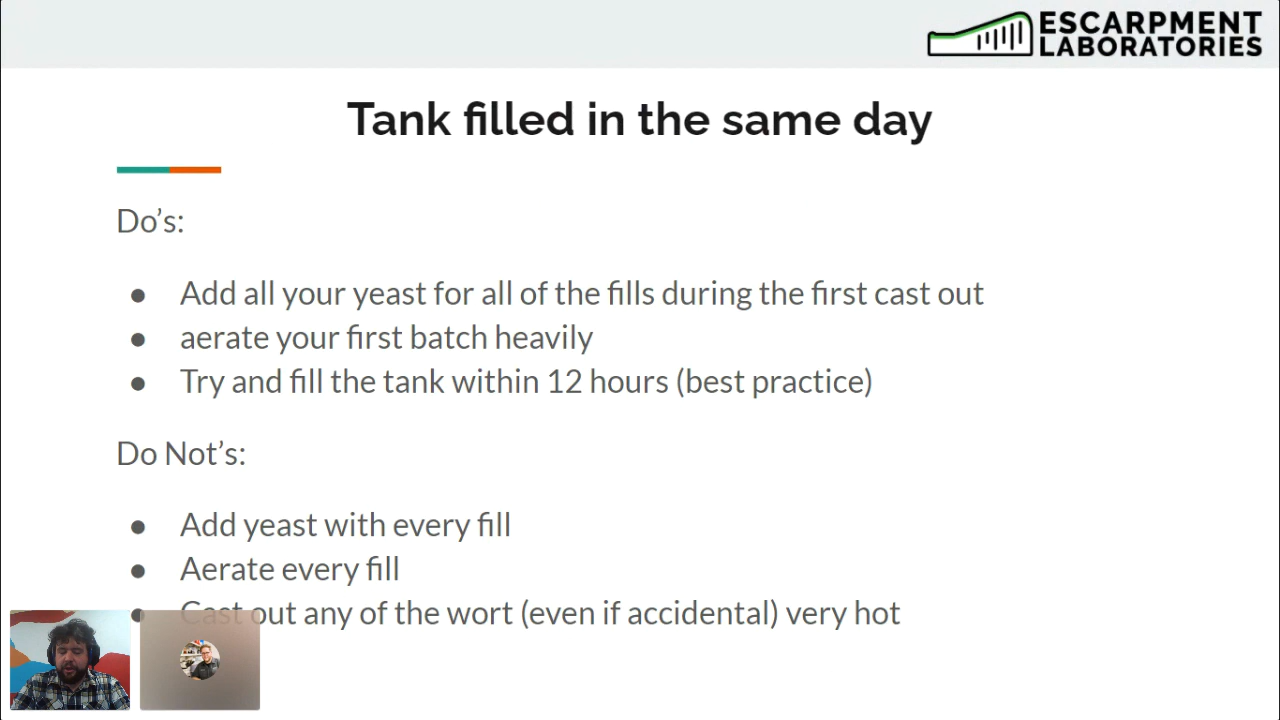 ESCARPMENT
LABORATORIES
Tank filled in the same day
Do's:
● Add all your yeast for all of the fills during the first cast out
● aerate your first batch heavily
● Try and fill the tank within 12 hours (best practice)
Do Not's:
● Add yeast with every fill
● Aerate every fill
● Cast out any of the wort (even if accidental) very hot